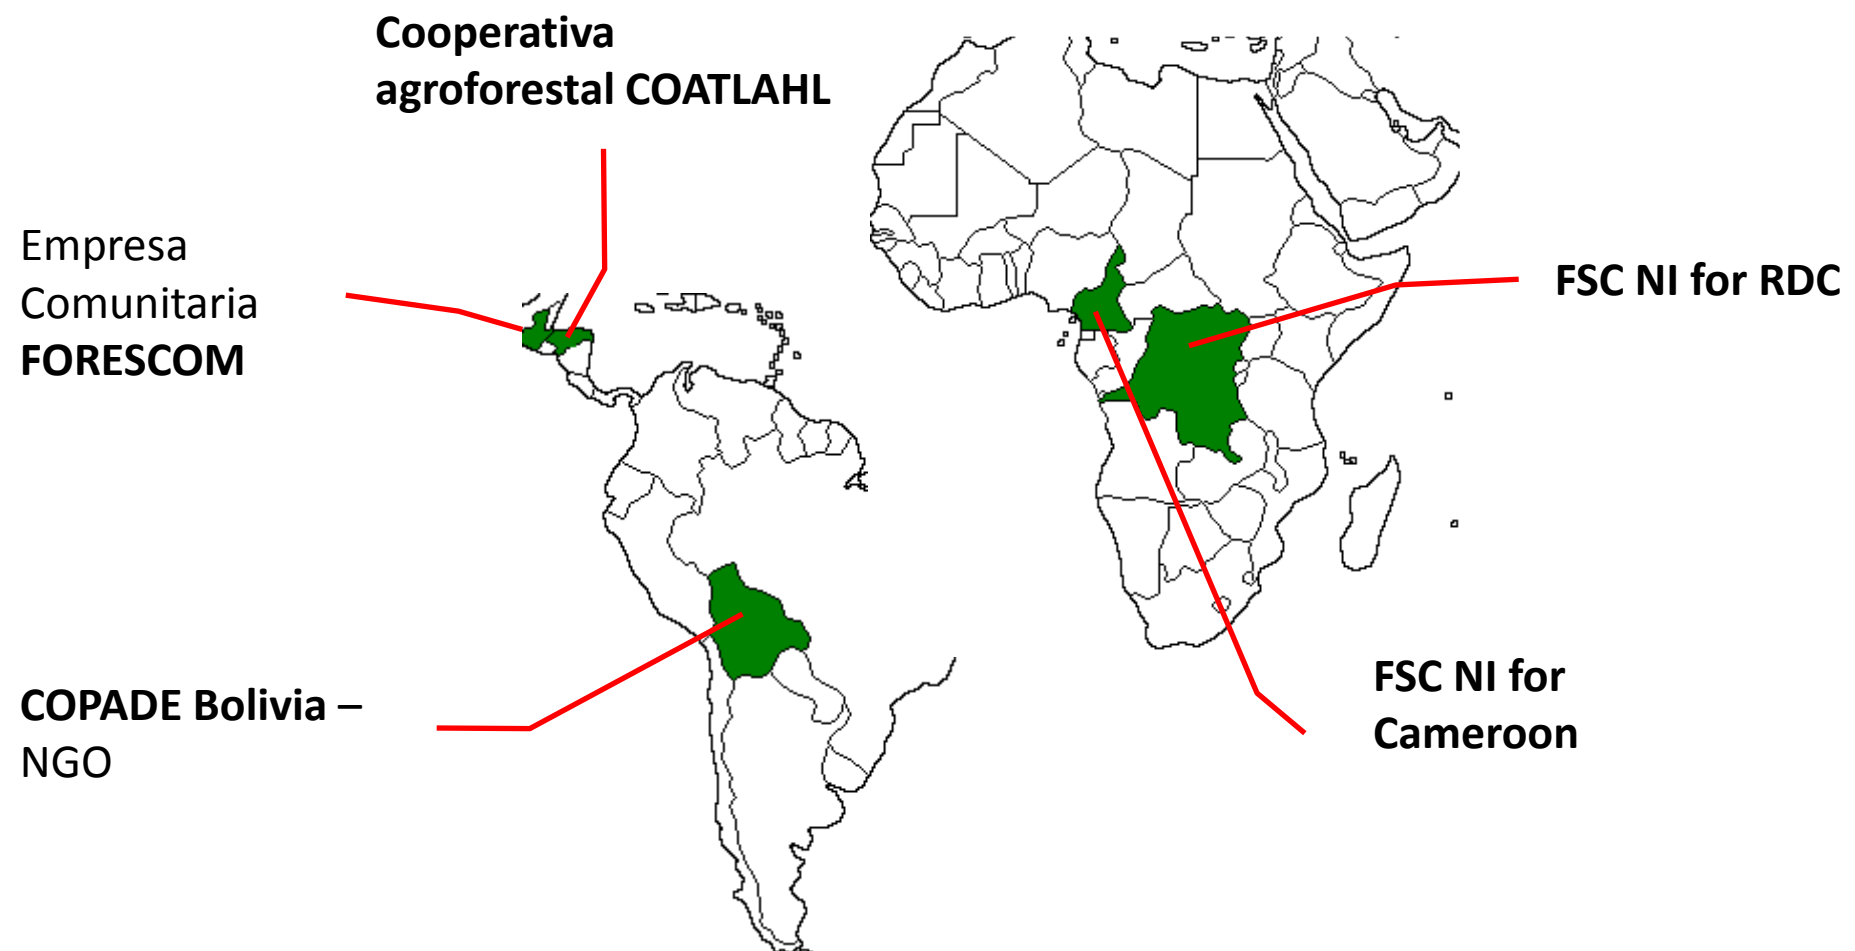 Cooperativa
agroforestal COATLAHL
Empresa
Comunitaria
FORESCOM
FSC NI for RDC
COPADE Bolivia –
NGO
FSC NI for
Cameroon